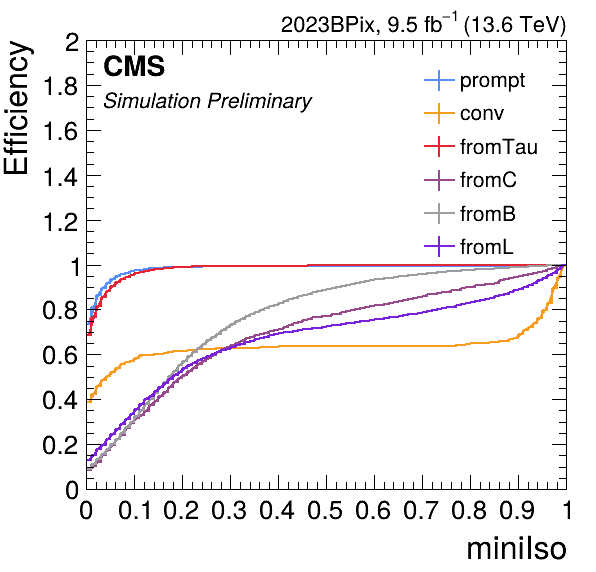 2023BPix, 9.5 fb⁻¹ (13.6 TeV)
CMS
Simulation Preliminary
prompt
conv
fromTau
fromC
fromB
fromL
Efficiency
2
1.8
1.6
1.4
1.2
1
0.8
0.6
0.4
0.2
0
0 0.1 0.2 0.3 0.4 0.5 0.6 0.7 0.8 0.9 1
miniIso